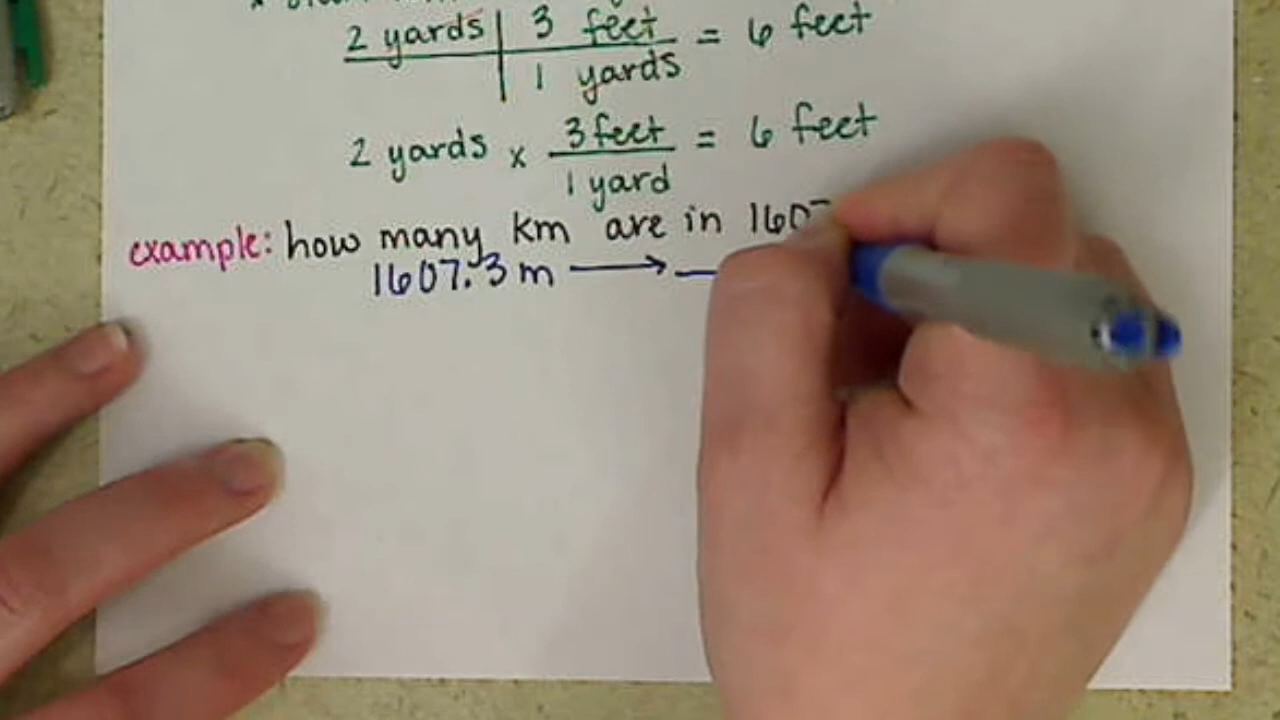 2 yards | 3 feet = 6 feet
1 yards
2 yards x 3 feet = 6 feet
1 yard
example: how many km are in 1607
1607.3 m → _